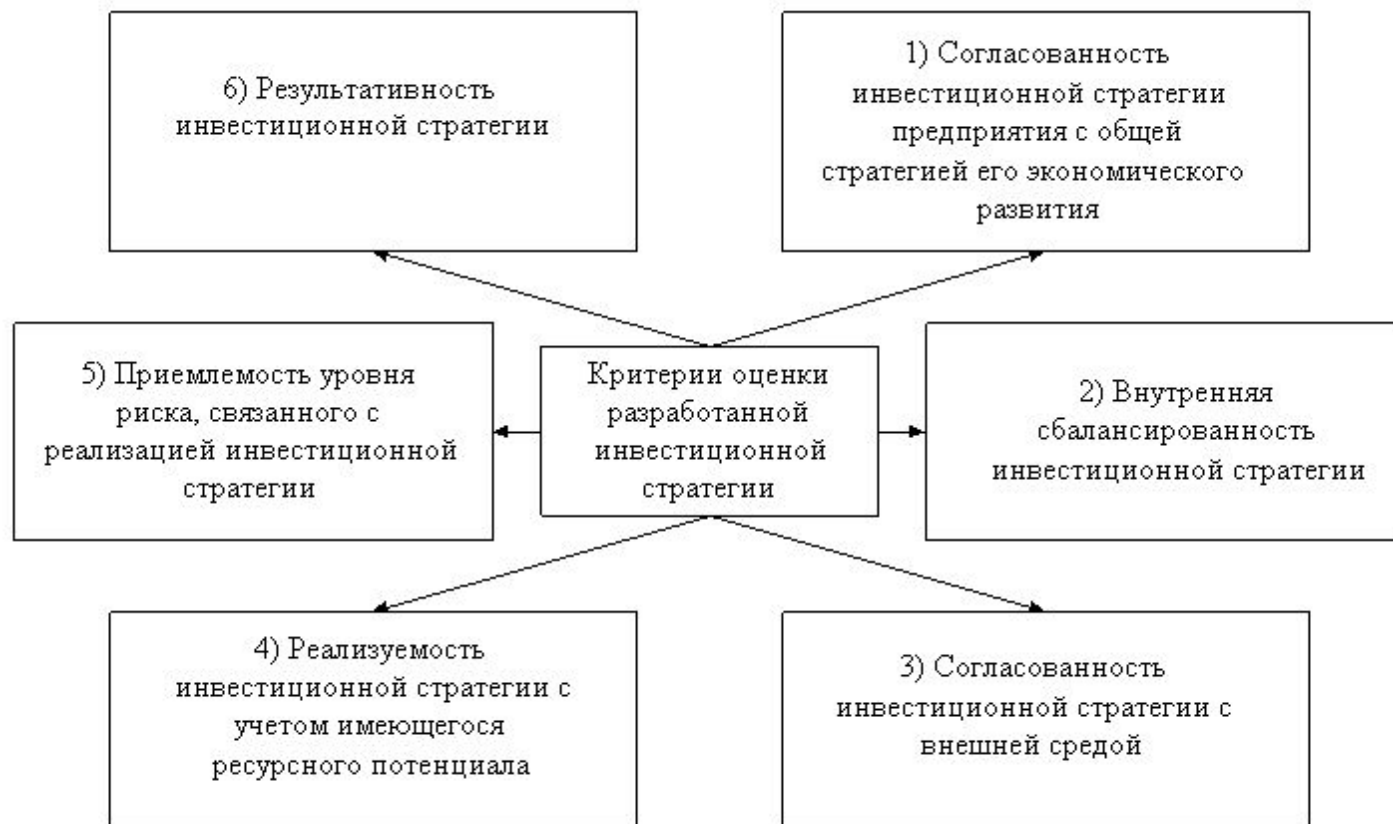 6) Результативность
инвестиционной стратегии
1) Согласованность
инвестиционной стратегии
предприятия с общей
стратегией его экономического
развития
5) Приемлемость уровня
риска, связанного с
реализацией инвестиционной
стратегии
Критерии оценки
разработанной
инвестиционной
стратегии
2) Внутренняя
сбалансированность
инвестиционной стратегии
4) Реализуемость
инвестиционной стратегии с
учетом имеющегося
ресурсного потенциала
3) Согласованность
инвестиционной стратегии с
внешней средой